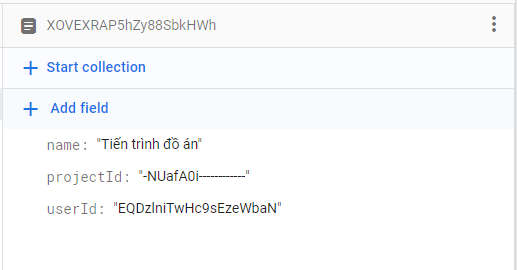 XOVEXRAP5hZy88SbkHWh
Start collection
Add field
name: "Tiến trình đồ án"
projectId: "-NUafA0i------------"
userId: "EQDzlniTwHc9sEzeWbaN"